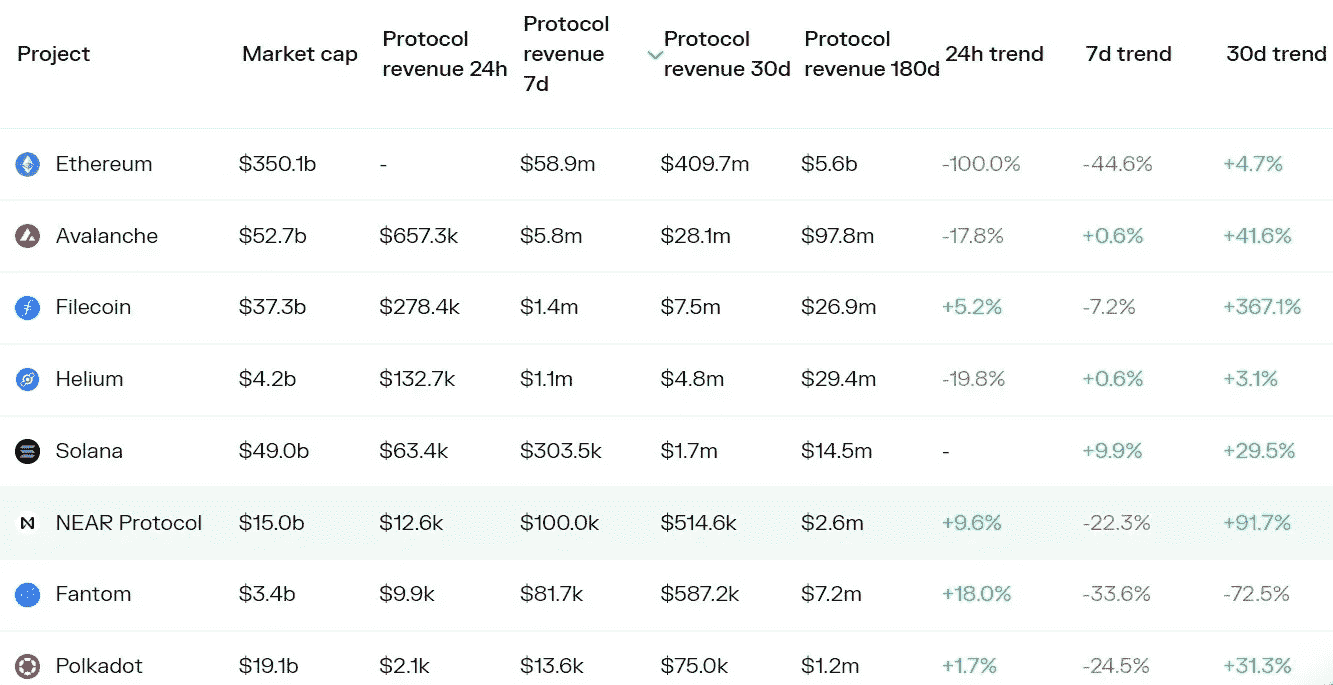 Project Market cap Protocol revenue 24h Protocol revenue 7d Protocol revenue 30d Protocol revenue 180d 24h trend 7d trend 30d trend
Ethereum $350.1b - $58.9m $409.7m $5.6b -100.0% -44.6% +4.7%
Avalanche $52.7b $657.3k $5.8m $28.1m $97.8m -17.8% +0.6% +41.6%
Filecoin $37.3b $278.4k $1.4m $7.5m $26.9m +5.2% -7.2% +367.1%
Helium $4.2b $132.7k $1.1m $4.8m $29.4m -19.8% +0.6% +3.1%
Solana $49.0b $63.4k $303.5k $1.7m $14.5m - +9.9% +29.5%
NEAR Protocol $15.0b $12.6k $100.0k $514.6k $2.6m +9.6% -22.3% +91.7%
Fantom $3.4b $9.9k $81.7k $587.2k $7.2m +18.0% -33.6% -72.5%
Polkadot $19.1b $2.1k $13.6k $75.0k $1.2m +1.7% -24.5% +31.3%